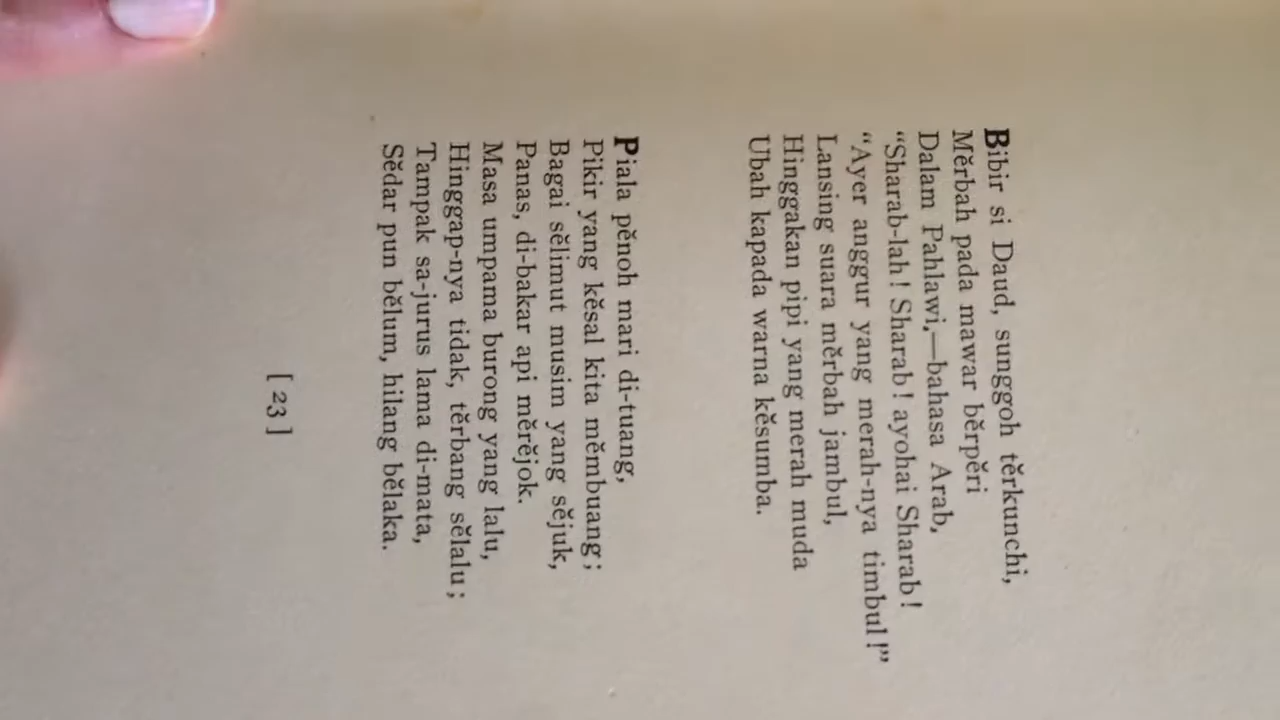 Bibir si Daud, sunggoh tĕrkunchi,
Mĕrbah pada mawar bĕrpĕri
Dalam Pahlawi,—bahasa Arab,
“Sharab-lah! Sharab! ayohai Sharab!
“Ayer anggur yang merah-nya timbul!”
Lansing suara mĕrbah jambul,
Hinggakan pipi yang merah muda
Ubah kapada warna kĕsumba.
Piala pĕnoh mari di-tuang,
Pikir yang kĕsal kita mĕmbuang;
Bagai sĕlimut musim yang sĕjuk,
Panas, di-bakar api mĕrĕjok.
Masa umpama burong yang lalu,
Hinggap-nya tidak, tĕrbang sĕlalu;
Tampak sa-jurus lama di-mata,
Sĕdar pun bĕlum, hilang bĕlaka.
[ 23 ]